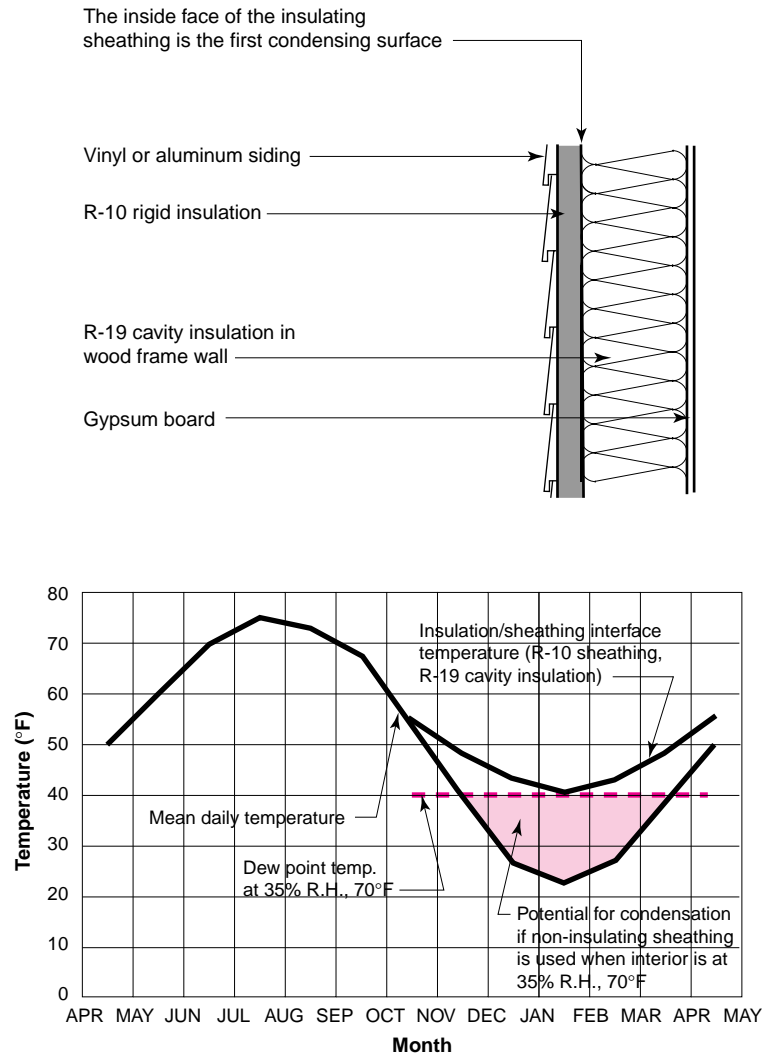 The inside face of the insulating
sheathing is the first condensing surface
Vinyl or aluminum siding
R-10 rigid insulation
R-19 cavity insulation in
wood frame wall
Gypsum board
80
70
60
50
40
30
20
10
0
Temperature (°F)
Insulation/sheathing interface
temperature (R-10 sheathing,
R-19 cavity insulation)
Mean daily temperature
Dew point temp.
at 35% R.H., 70°F
Potential for condensation
if non-insulating sheathing
is used when interior is at
35% R.H., 70°F
APR MAY JUN JUL AUG SEP OCT NOV DEC JAN FEB MAR APR MAY
Month